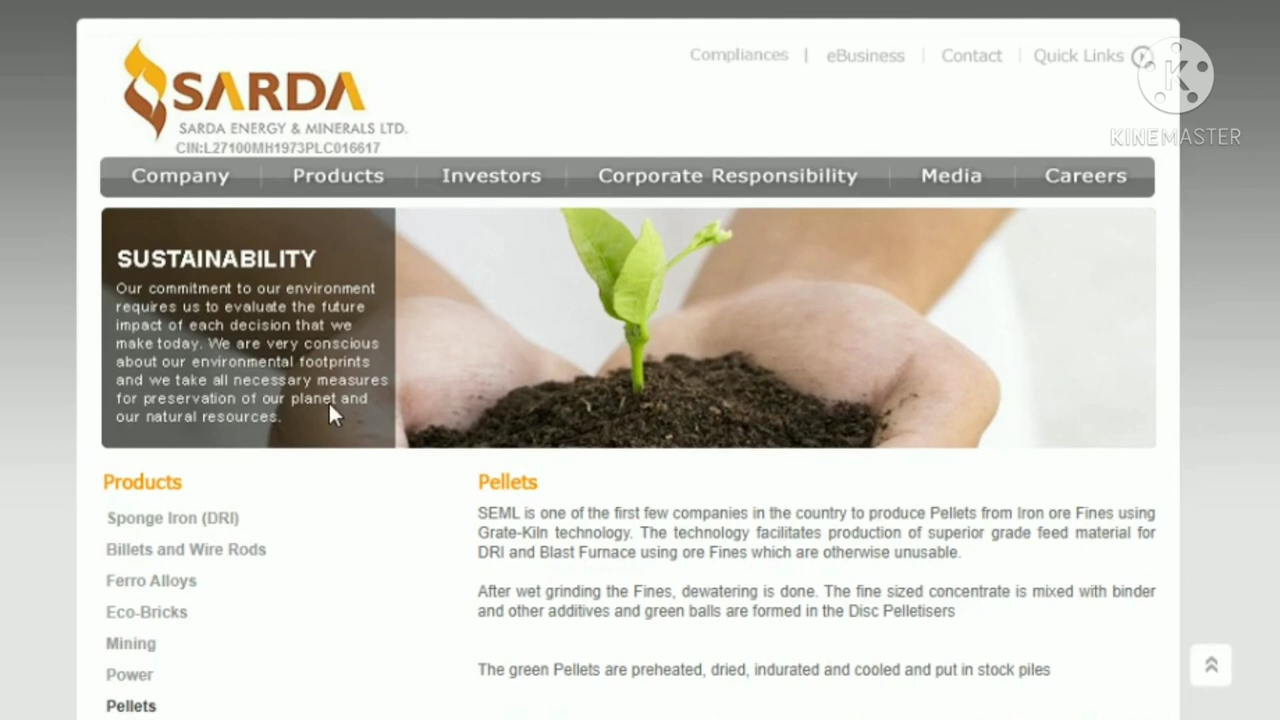 Compliances | eBusiness | Contact | Quick Links
K
KINEMASTER
SARDA
SARDA ENERGY & MINERALS LTD.
CIN:L27100MH1973PLC016617
Company Products Investors Corporate Responsibility Media Careers
SUSTAINABILITY
Our commitment to our environment
requires us to evaluate the future
impact of each decision that we
make today. We are very conscious
about our environmental footprints
and we take all necessary measures
for preservation of our planet and
our natural resources.
Products
Sponge Iron (DRI)
Billets and Wire Rods
Ferro Alloys
Eco-Bricks
Mining
Power
Pellets
Pellets
SEML is one of the first few companies in the country to produce Pellets from Iron ore Fines using
Grate-Kiln technology. The technology facilitates production of superior grade feed material for
DRI and Blast Furnace using ore Fines which are otherwise unusable.
After wet grinding the Fines, dewatering is done. The fine sized concentrate is mixed with binder
and other additives and green balls are formed in the Disc Pelletisers
The green Pellets are preheated, dried, indurated and cooled and put in stock piles